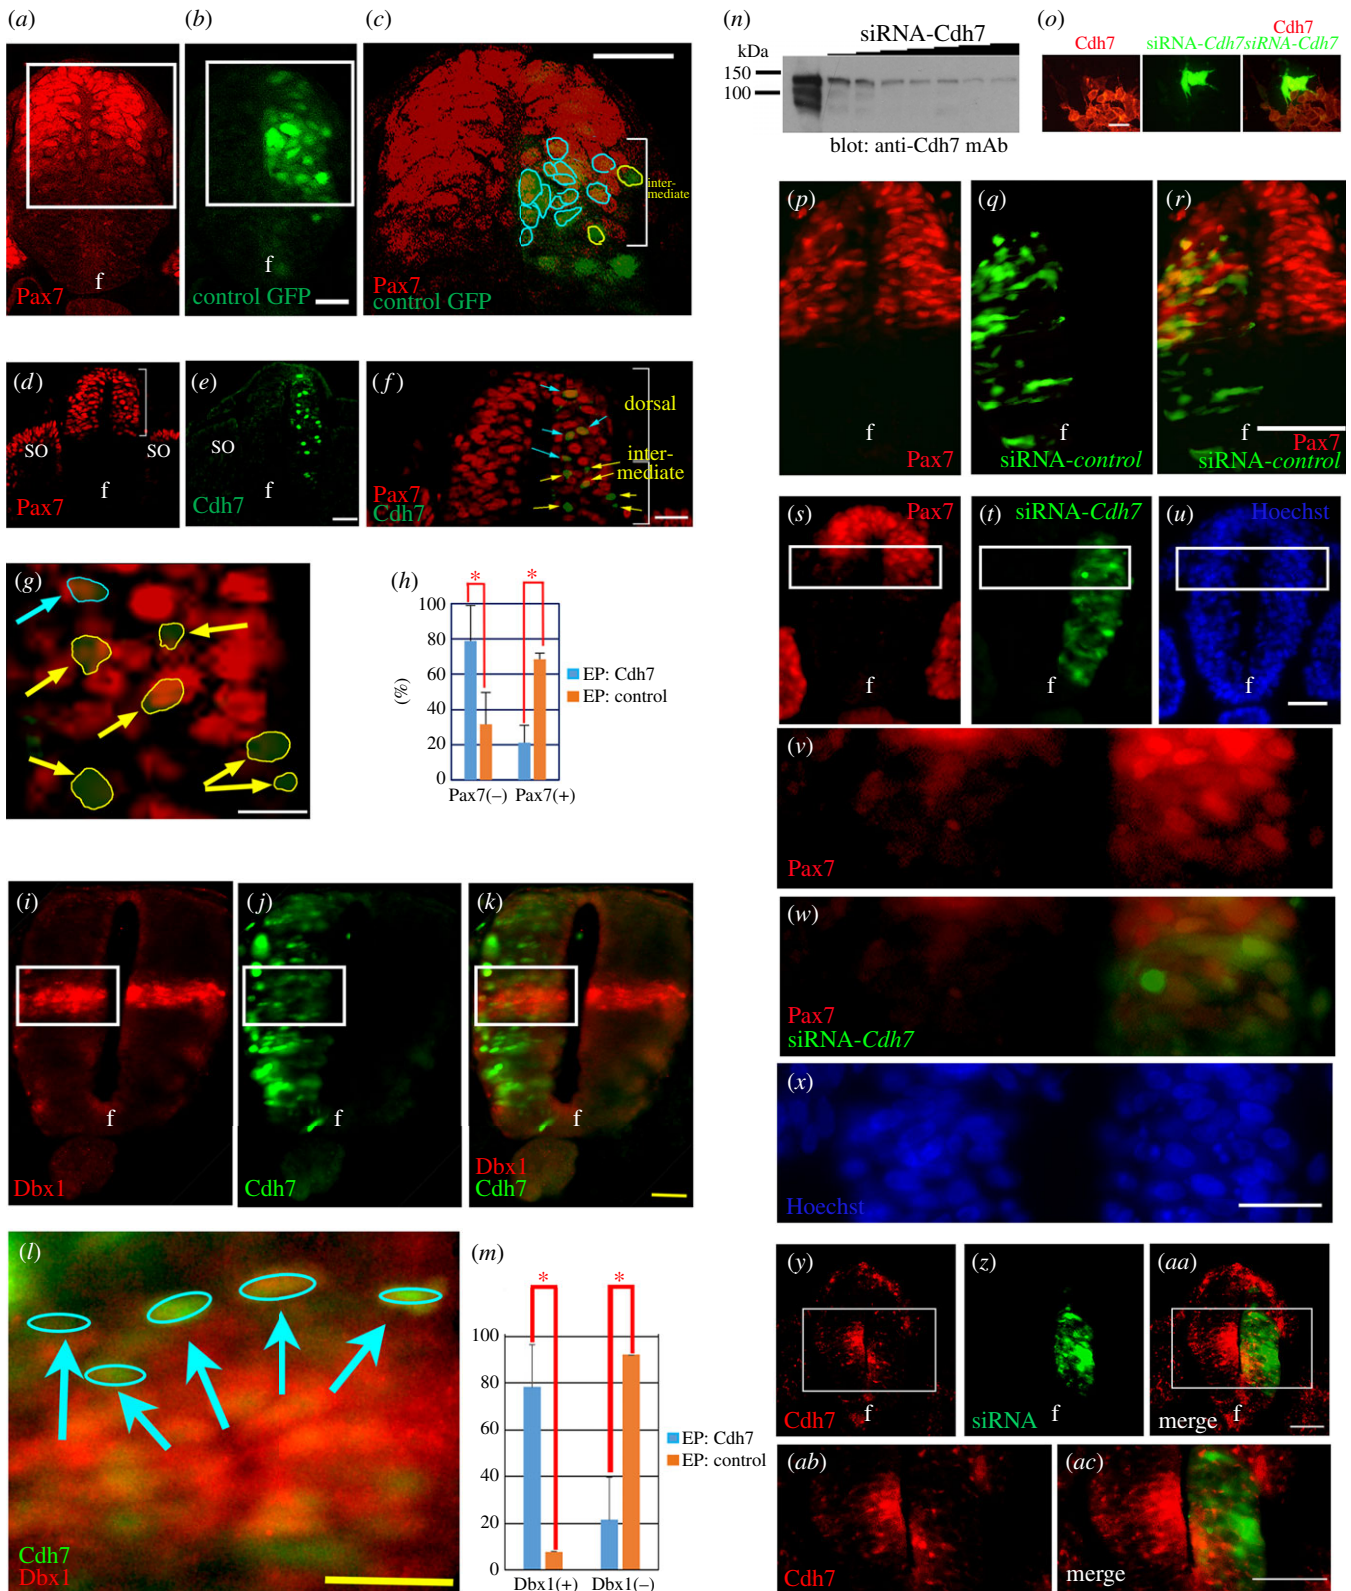 (a)
Pax7
f
(b)
control GFP
f
(c)
inter-
mediate
Pax7
control GFP
(d)
SO
SO
f
Pax7
(e)
SO
f
Cdh7
(f)
dorsal
inter-
mediate
Pax7
Cdh7
(g)
(h)
*
*
100
80
60
40
20
0
(%)
EP: Cdh7
EP: control
Pax7(–)
Pax7(+)
(i)
Dbx1
(j)
f
Cdh7
(k)
Dbx1
Cdh7
f
(l)
Cdh7
Dbx1
(m)
*
*
100
80
60
40
20
0
EP: Cdh7
EP: control
Dbx1(+)
Dbx1(–)
(n)
siRNA-Cdh7
kDa
150
100
blot: anti-Cdh7 mAb
(o)
Cdh7
siRNA-Cdh7
Cdh7
siRNA-Cdh7
(p)
f
Pax7
(q)
f
siRNA-control
(r)
f
Pax7
siRNA-control
(s)
Pax7
f
(t)
siRNA-Cdh7
f
(u)
Hoechst
f
(v)
Pax7
(w)
Pax7
siRNA-Cdh7
(x)
Hoechst
(y)
Cdh7
f
(z)
siRNA
f
(aa)
merge
f
(ab)
Cdh7
(ac)
merge